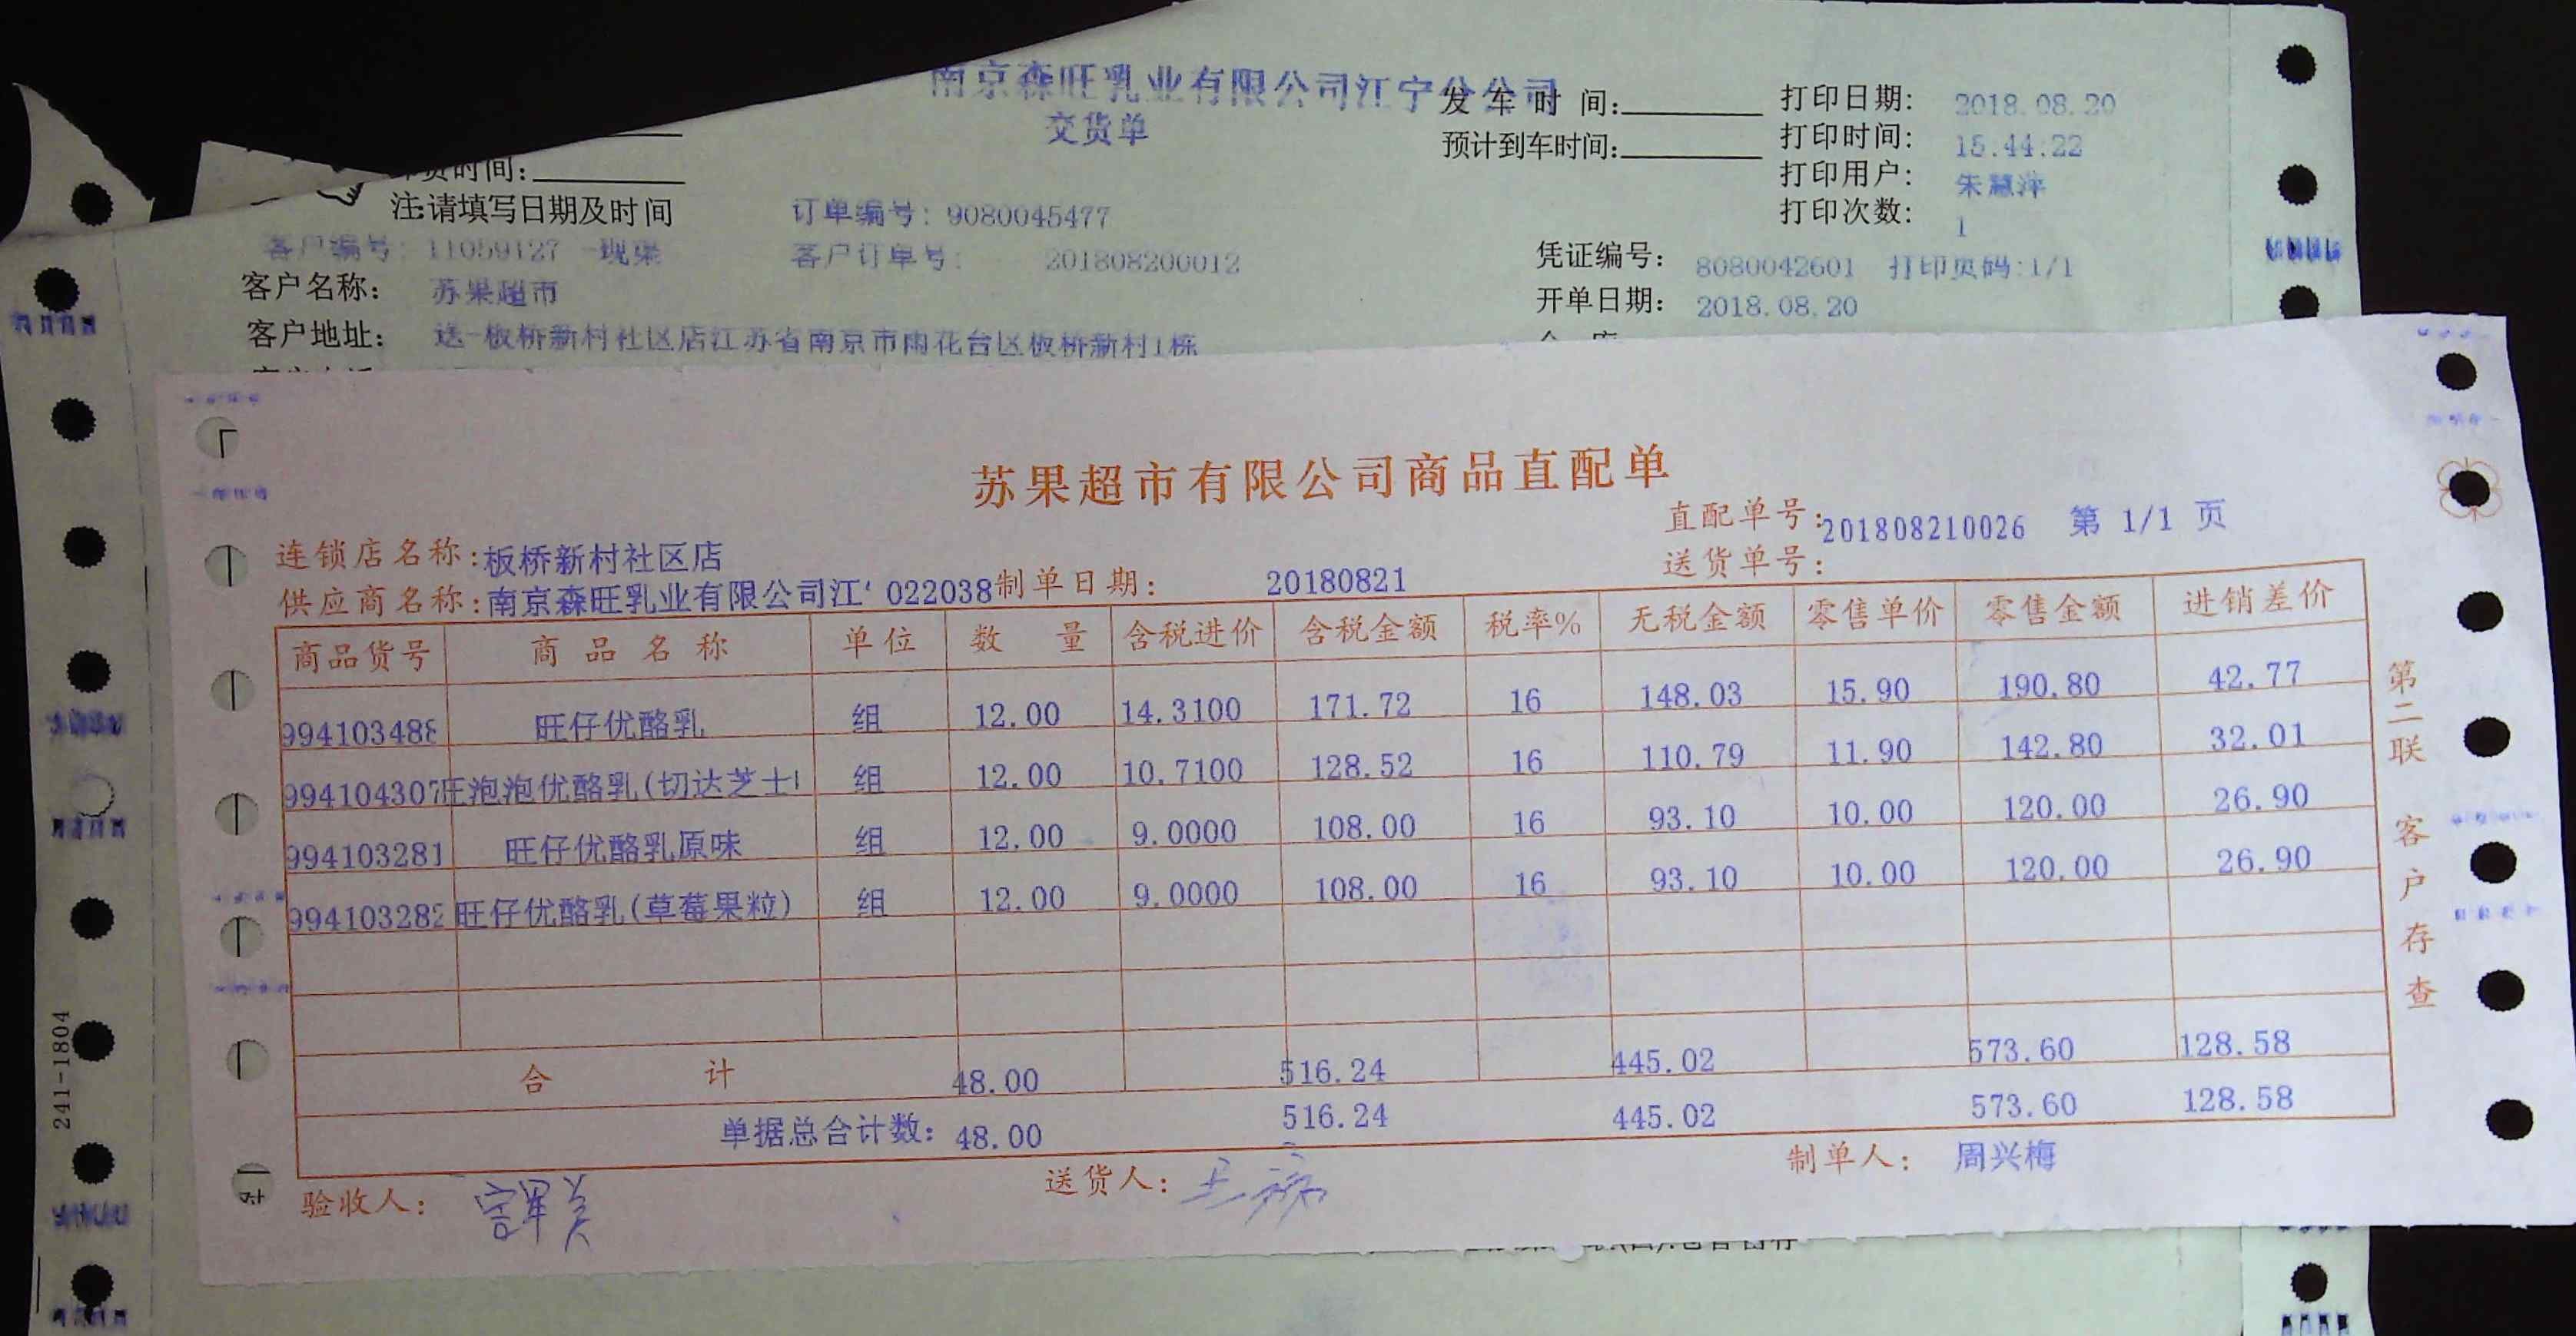 南京森旺乳业有限公司江宁分公司
交货单
发车时间: 打印日期: 2018.08.20
预计到车时间: 打印时间: 15:44:22
打印用户: 朱慧萍
打印次数: 1
时间:
注:请填写日期及时间
订单编号: 9080045477
客户编号: 11059127 一现渠
客户订单号: 201808200012
凭证编号: 8080042601 打印页码:1/1
客户名称: 苏果超市
开单日期: 2018.08.20
客户地址: 送-板桥新村社区店江苏省南京市雨花台区板桥新村1栋
苏果超市有限公司商品直配单
直配单号:201808210026 第 1/1 页
连锁店名称:板桥新村社区店
送货单号:
供应商名称:南京森旺乳业有限公司江' 022038 制单日期: 20180821
商品货号 商品名称 单位 数量 含税进价 含税金额 税率% 无税金额 零售单价 零售金额 进销差价
99410348 旺仔优酪乳 组 12.00 14.3100 171.72 16 148.03 15.90 190.80 42.77
994104307 旺泡泡优酪乳(切达芝士 组 12.00 10.7100 128.52 16 110.79 11.90 142.80 32.01
994103281 旺仔优酪乳原味 组 12.00 9.0000 108.00 16 93.10 10.00 120.00 26.90
994103282 旺仔优酪乳(草莓果粒) 组 12.00 9.0000 108.00 16 93.10 10.00 120.00 26.90
合计 48.00 516.24 445.02 573.60 128.58
单据总合计数: 48.00 516.24 445.02 573.60 128.58
验收人: 送货人: 制单人: 周兴梅
第二联 客户存查
241-1804